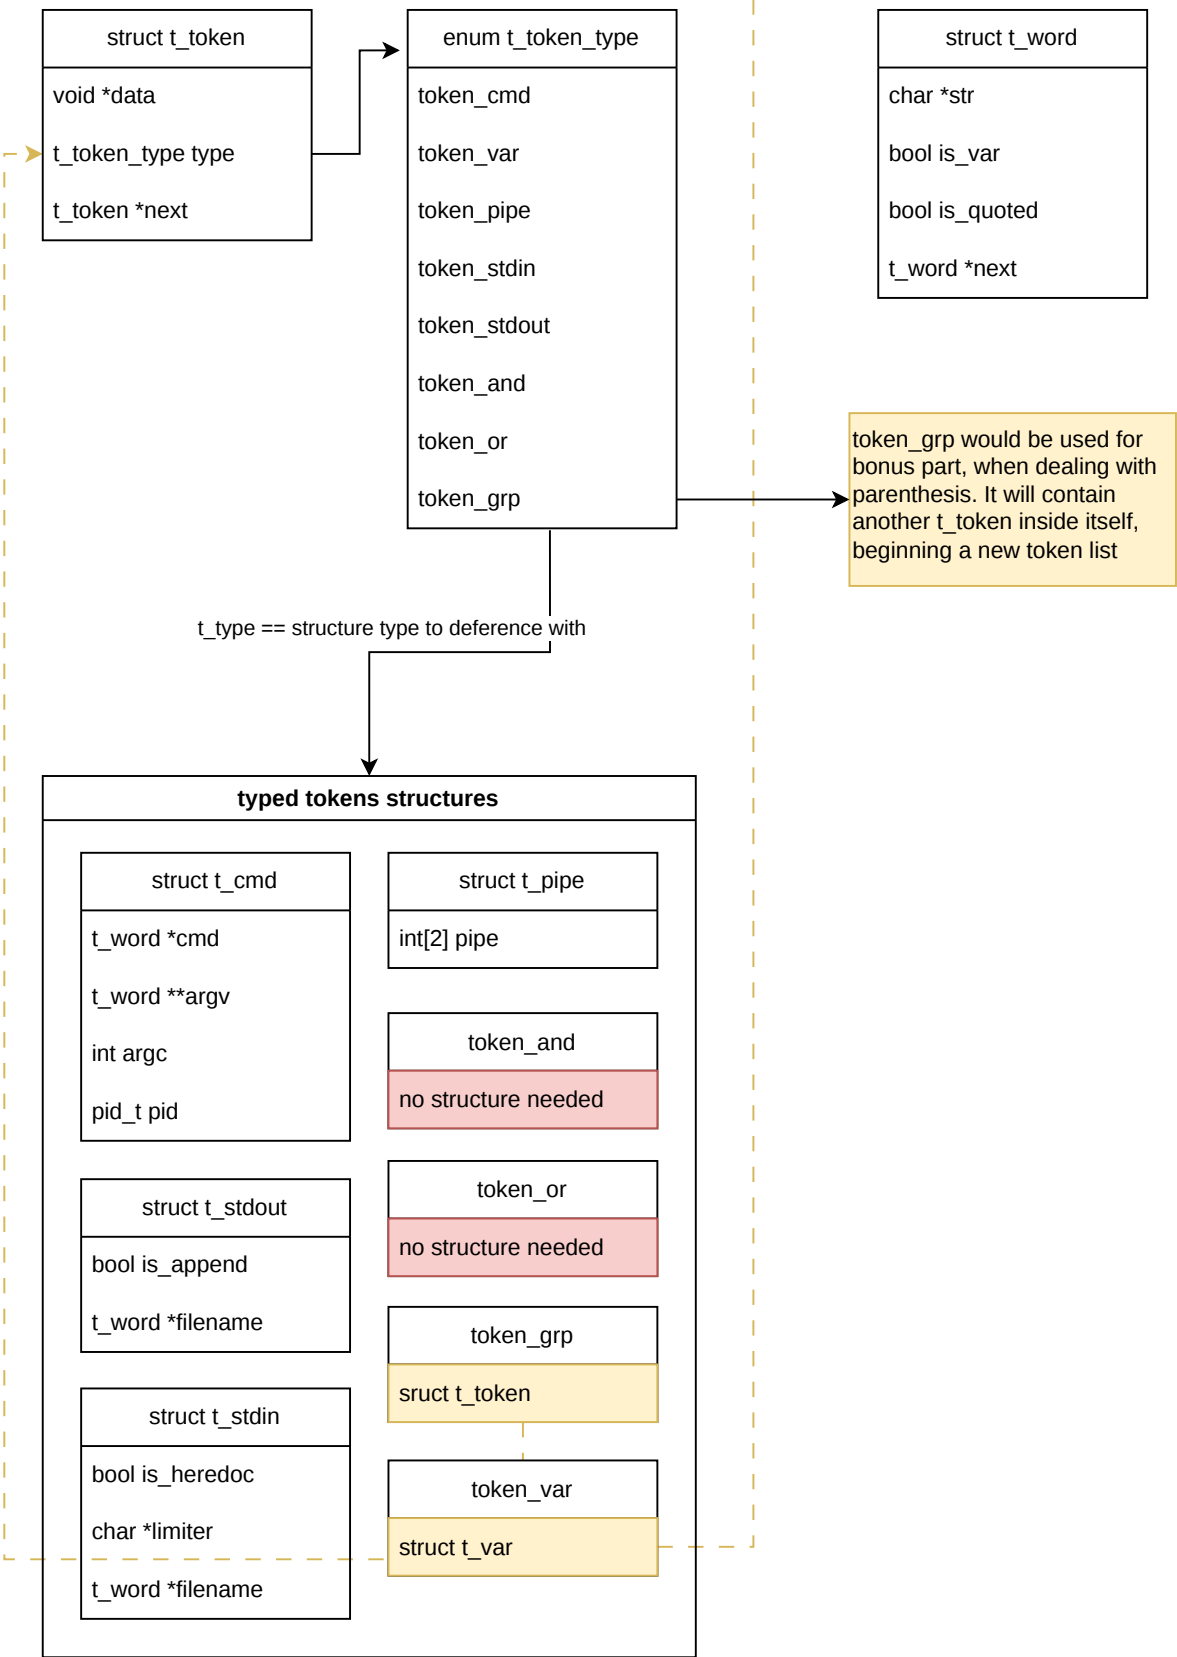 struct t_token
void *data
t_token_type type
t_token *next
enum t_token_type
token_cmd
token_var
token_pipe
token_stdin
token_stdout
token_and
token_or
token_grp
struct t_word
char *str
bool is_var
bool is_quoted
t_word *next
token_grp would be used for
bonus part, when dealing with
parenthesis. It will contain
another t_token inside itself,
beginning a new token list
t_type == structure type to deference with
typed tokens structures
struct t_cmd
t_word *cmd
t_word **argv
int argc
pid_t pid
struct t_stdout
bool is_append
t_word *filename
struct t_stdin
bool is_heredoc
char *limiter
t_word *filename
struct t_pipe
int[2] pipe
token_and
no structure needed
token_or
no structure needed
token_grp
sruct t_token
token_var
struct t_var